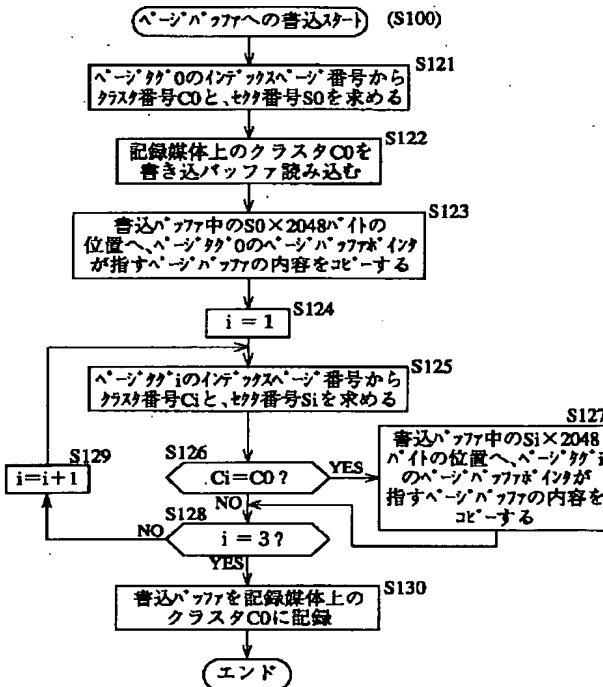 ページバッファへの書込スタート
(S100)
S121
ページタグ0のインデックスページ番号から
クラスタ番号C0と、セクタ番号S0を求める
S122
記録媒体上のクラスタC0を
書き込バッファ読み込む
S123
書込バッファ中のS0×2048バイトの
位置へ、ページタグ0のページバッファポインタ
が指すページバッファの内容をコピーする
S124
i = 1
S125
ページタグiのインデックスページ番号から
クラスタ番号Ciと、セクタ番号Siを求める
S126
Ci=C0?
YES
NO
S127
書込バッファ中のSi×2048
バイトの位置へ、ページタグi
のページバッファポインタが
指すページバッファの内容を
コピーする
S129
i=i+1
S128
i = 3?
NO
YES
S130
書込バッファを記録媒体上の
クラスタC0に記録
エンド